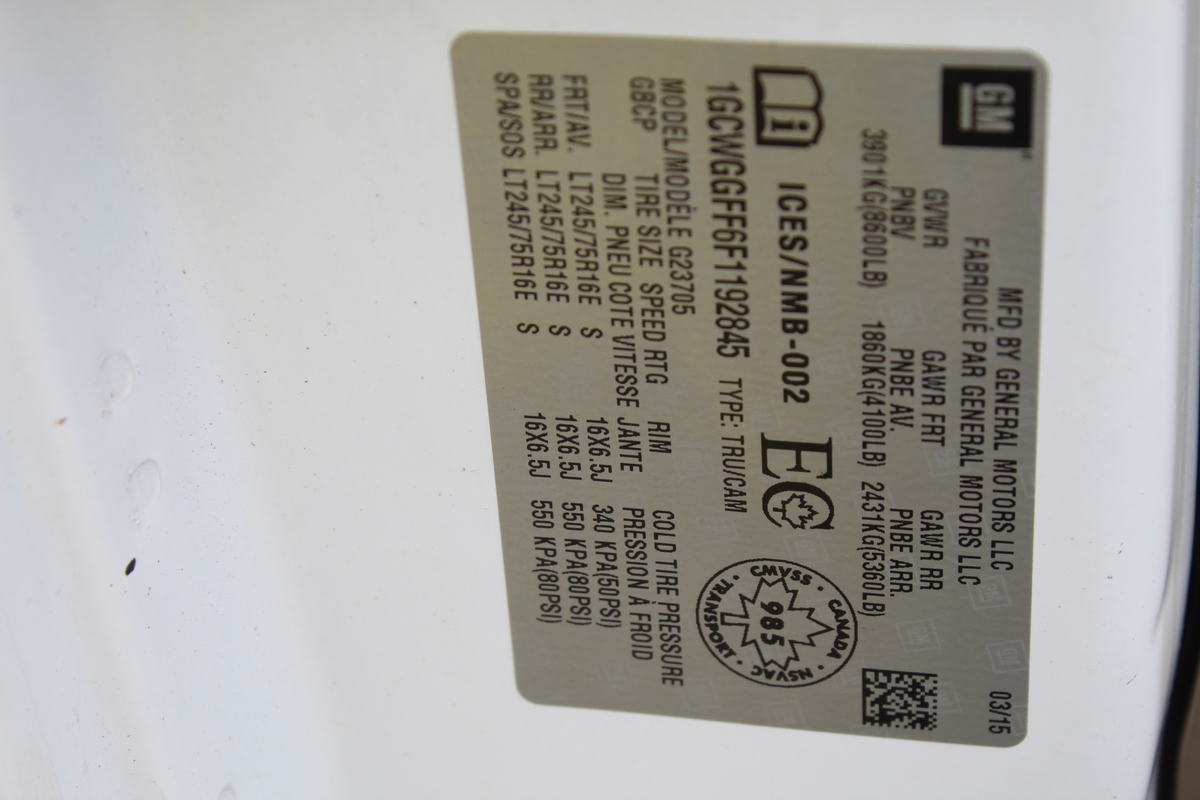 GM
MFD BY GENERAL MOTORS LLC 03/15
FABRIQUÉ PAR GENERAL MOTORS LLC
GVWR GAWR FRT GAWR RR
PNBV PNBE AV. PNBE ARR.
3901KG(8600LB) 1860KG(4100LB) 2431KG(5360LB)
i ICES/NMB-002 EC
CANADA · NSVAC · TRANSPORT · CMVSS ·
985
1GCWGGFF6F1192845 TYPE: TRU/CAM
MODEL/MODÈLE G23705
GBCP TIRE SIZE SPEED RTG RIM COLD TIRE PRESSURE
DIM. PNEU COTE VITESSE JANTE PRESSION À FROID
FRT/AV. LT245/75R16E S 16X6.5J 340 KPA(50PSI)
RR/ARR. LT245/75R16E S 16X6.5J 550 KPA(80PSI)
SPA/SOS LT245/75R16E S 16X6.5J 550 KPA(80PSI)